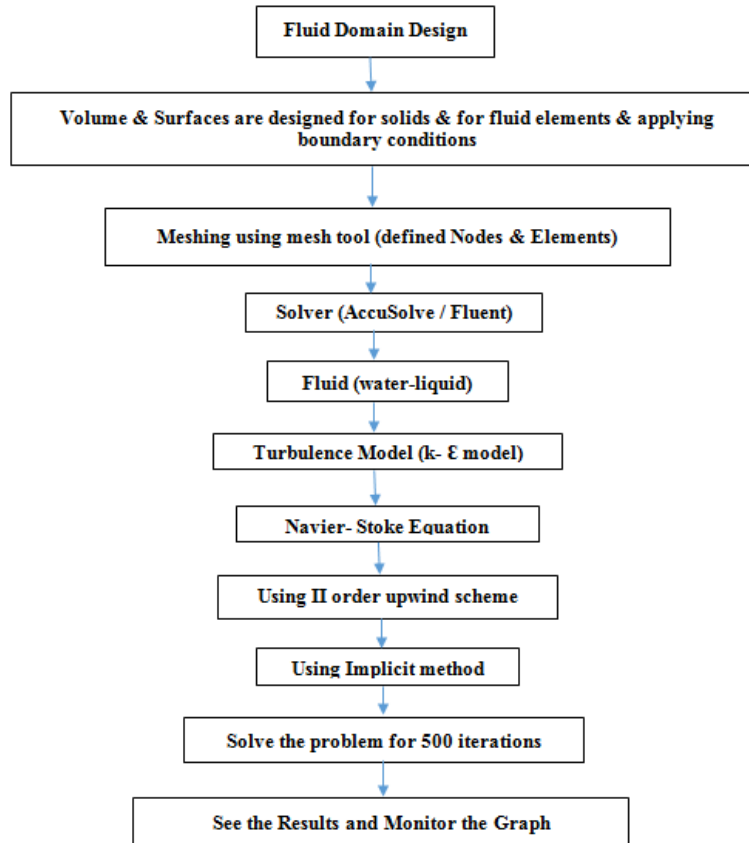 Fluid Domain Design
Volume & Surfaces are designed for solids & for fluid elements & applying
boundary conditions
Meshing using mesh tool (defined Nodes & Elements)
Solver (AccuSolve / Fluent)
Fluid (water-liquid)
Turbulence Model (k- Ɛ model)
Navier- Stoke Equation
Using II order upwind scheme
Using Implicit method
Solve the problem for 500 iterations
See the Results and Monitor the Graph